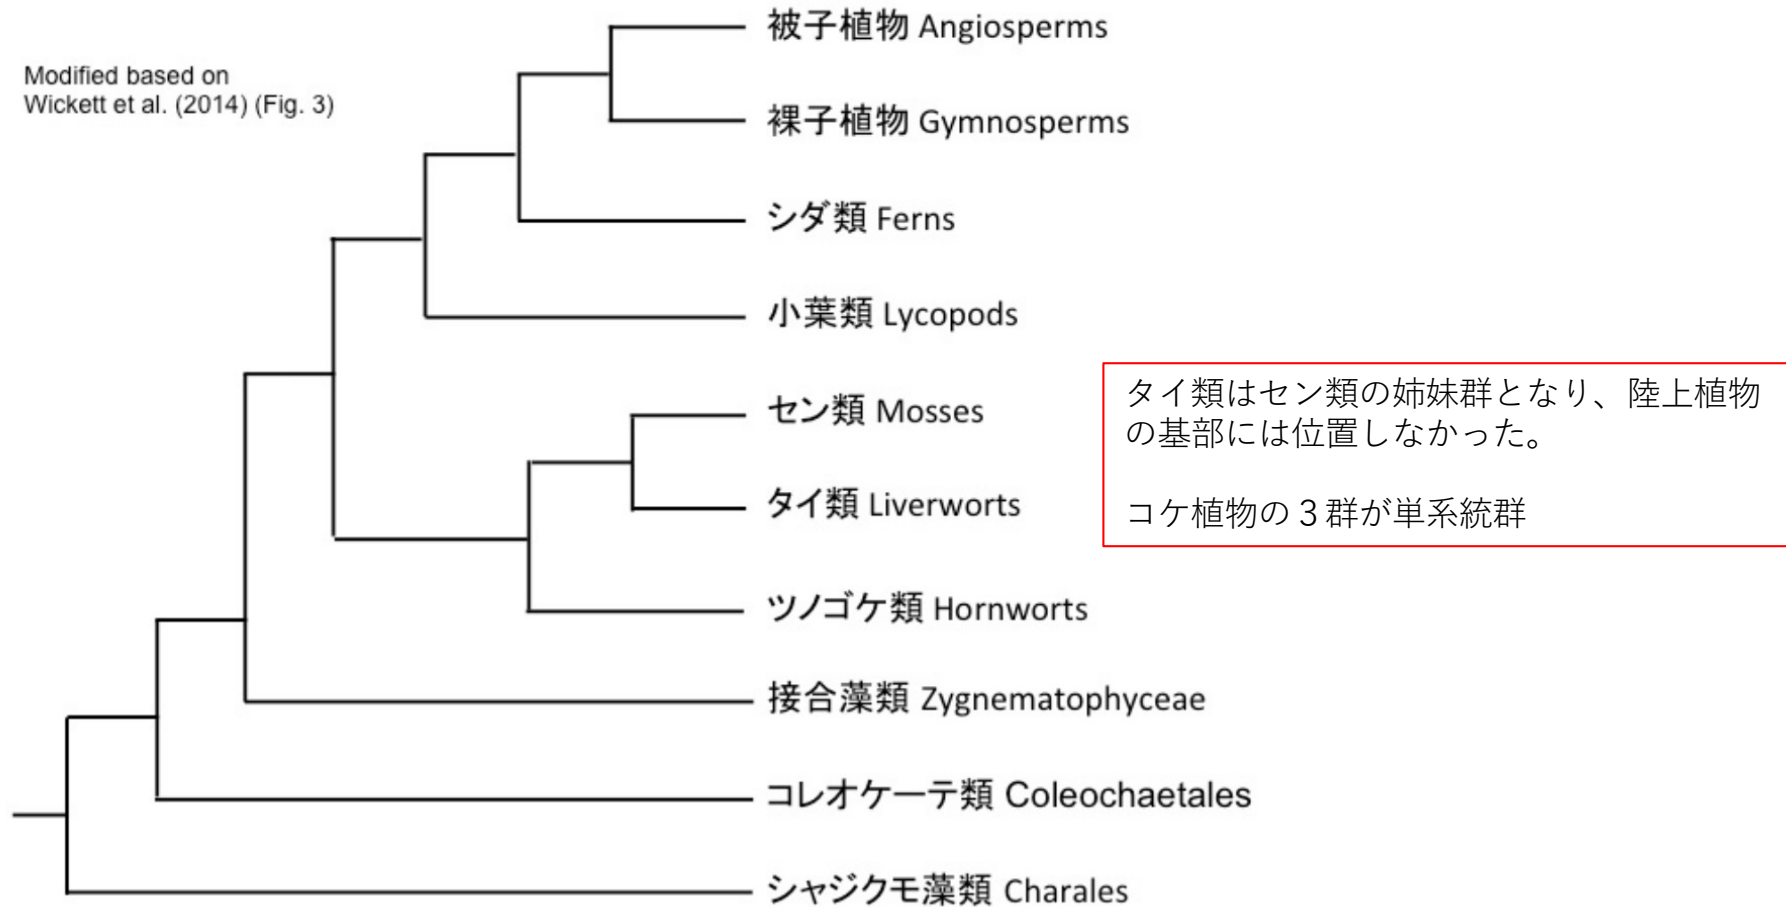 Modified based on
Wickett et al. (2014) (Fig. 3)
被子植物 Angiosperms
裸子植物 Gymnosperms
シダ類 Ferns
小葉類 Lycopods
セン類 Mosses
タイ類 Liverworts
ツノゴケ類 Hornworts
接合藻類 Zygnematophyceae
コレオケーテ類 Coleochaetales
シャジクモ藻類 Charales
タイ類はセン類の姉妹群となり、陸上植物
の基部には位置しなかった。
コケ植物の３群が単系統群